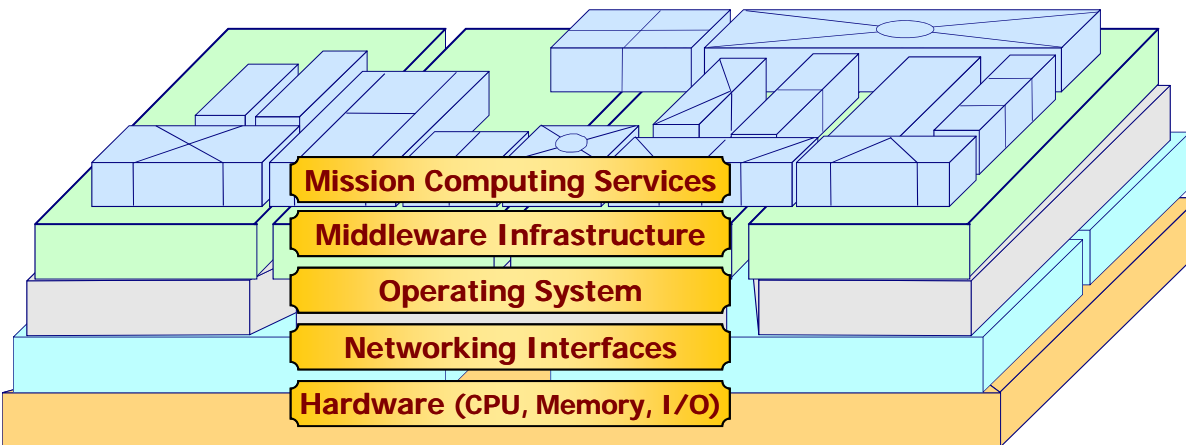 Mission Computing Services
Middleware Infrastructure
Operating System
Networking Interfaces
Hardware (CPU, Memory, I/O)